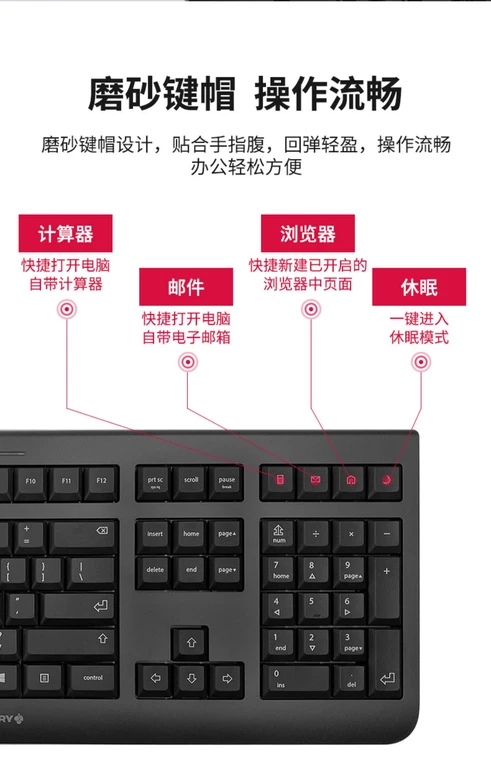 磨砂键帽 操作流畅
磨砂键帽设计，贴合手指腹，回弹轻盈，操作流畅
办公轻松方便
计算器
快捷打开电脑
自带计算器
浏览器
快捷新建已开启的
浏览器中页面
邮件
快捷打开电脑
自带电子邮箱
休眠
一键进入
休眠模式
F10 F11 F12 prt sc scroll pause
break
+ insert home page▲ num ÷ × −
=
{ } | delete end page▼ 7 8 9 +
[ ] \ home △ page▲
" 4 5 6
' ◁ ▷
1 2 3
end ▽ page▼
control 0 .
ins del
RY